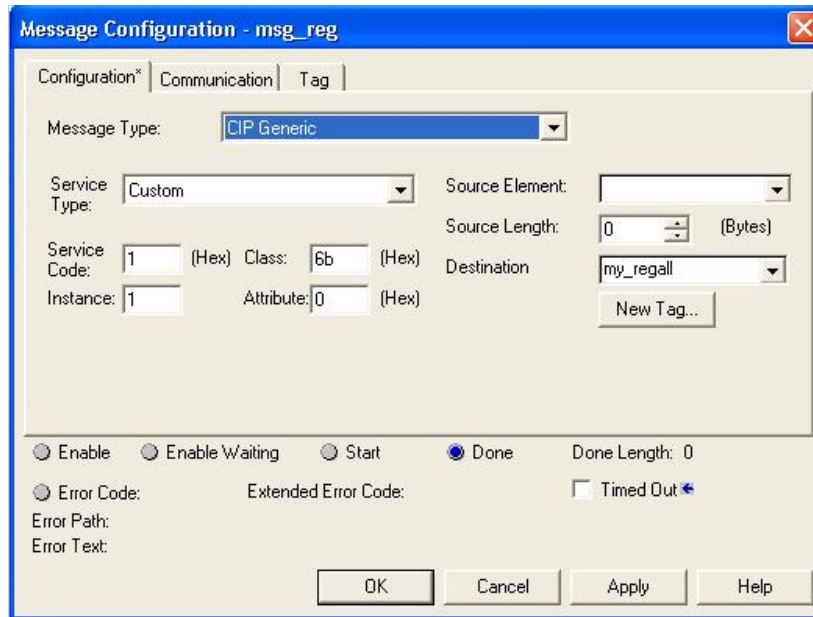 Message Configuration - msg_reg
Configuration* Communication Tag
Message Type: CIP Generic
Service Type: Custom
Source Element:
Source Length: 0 (Bytes)
Service Code: 1 (Hex) Class: 6b (Hex)
Destination my_regall
Instance: 1 Attribute: 0 (Hex)
New Tag...
Enable Enable Waiting Start Done Done Length: 0
Error Code: Extended Error Code: Timed Out
Error Path:
Error Text:
OK Cancel Apply Help